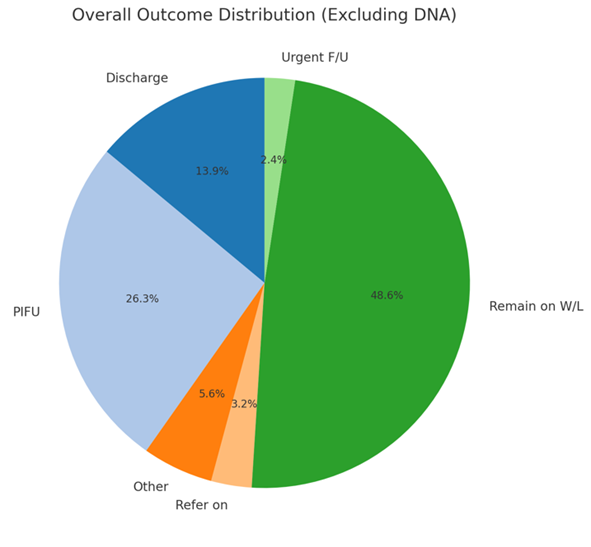 Overall Outcome Distribution (Excluding DNA)
Urgent F/U
Discharge
2.4%
13.9%
26.3%
48.6%
Remain on W/L
PIFU
5.6%
3.2%
Other
Refer on